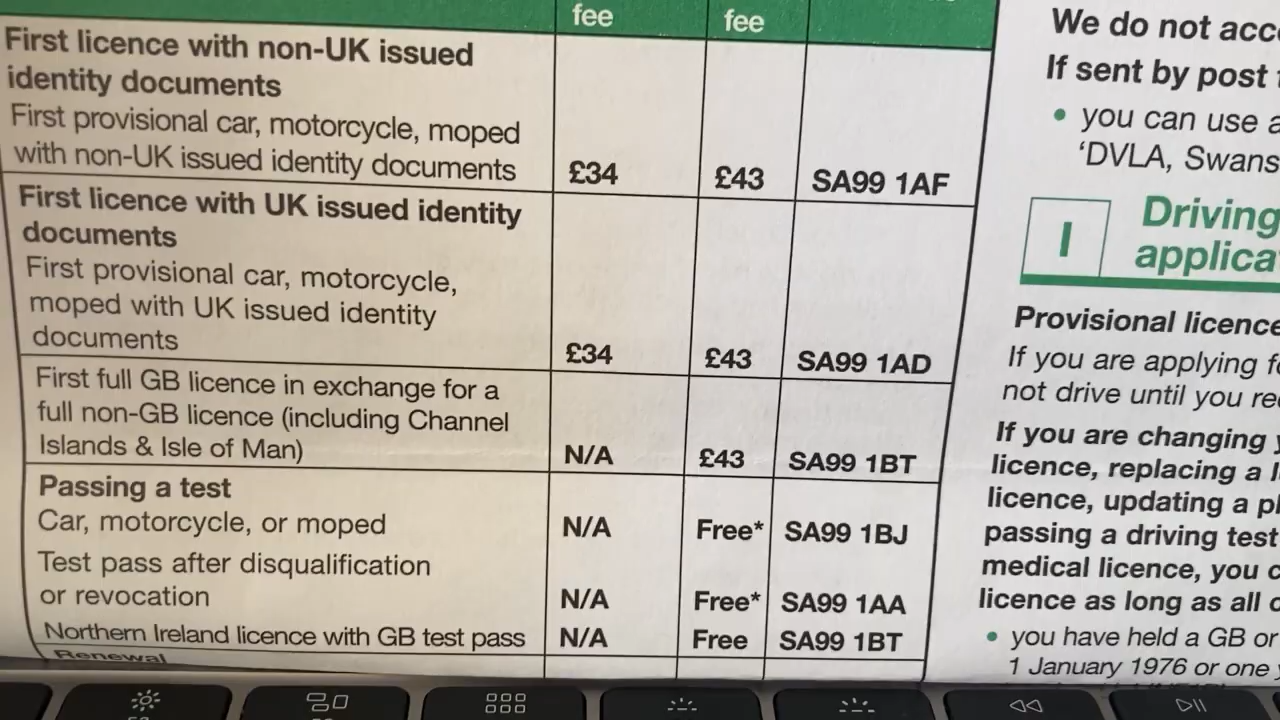 fee fee
First licence with non-UK issued
identity documents
First provisional car, motorcycle, moped
with non-UK issued identity documents £34 £43 SA99 1AF
First licence with UK issued identity
documents
First provisional car, motorcycle,
moped with UK issued identity
documents £34 £43 SA99 1AD
First full GB licence in exchange for a
full non-GB licence (including Channel
Islands & Isle of Man) N/A £43 SA99 1BT
Passing a test
Car, motorcycle, or moped N/A Free* SA99 1BJ
Test pass after disqualification
or revocation N/A Free* SA99 1AA
Northern Ireland licence with GB test pass N/A Free SA99 1BT
Renewal
We do not acc
If sent by post
• you can use a
‘DVLA, Swans
I
Driving
applica
Provisional licence
If you are applying fo
not drive until you re
If you are changing y
licence, replacing a l
licence, updating a p
passing a driving test
medical licence, you c
licence as long as all o
• you have held a GB or
1 January 1976 or one